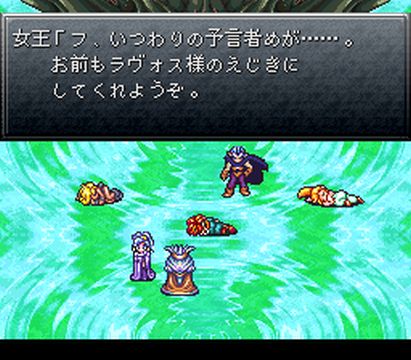 女王「フ、いつわりの予言者めが……。
お前もラヴォス様のえじきに
してくれようぞ。